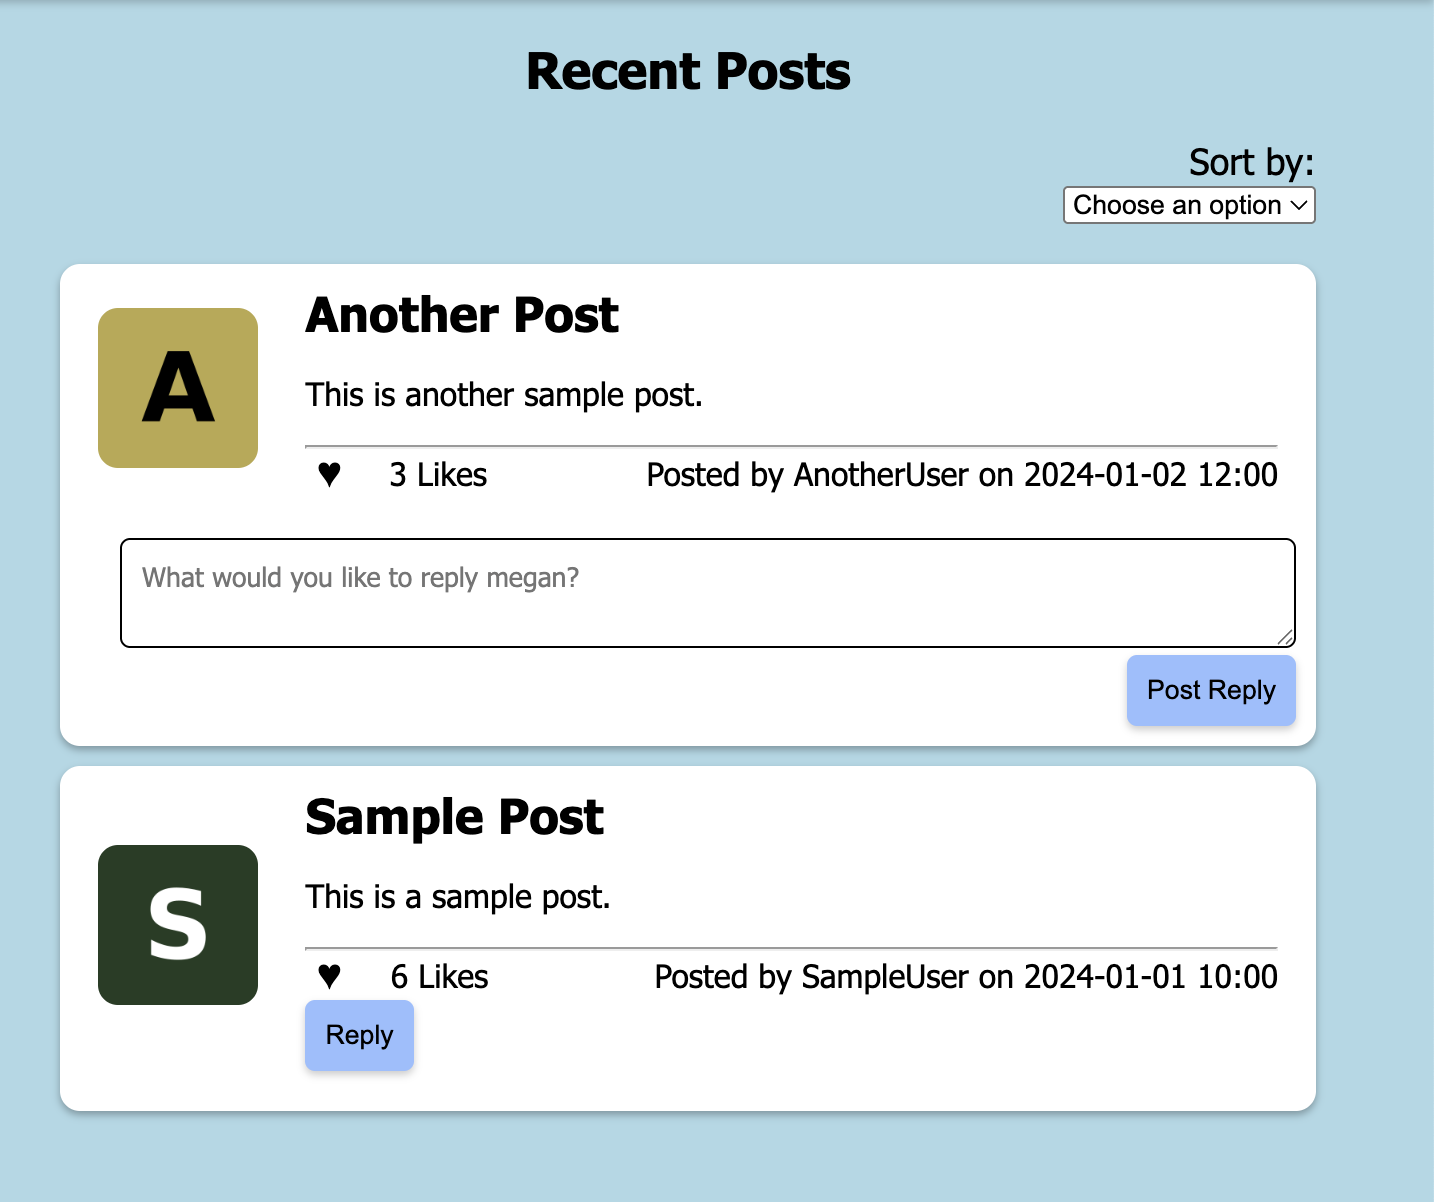 Recent Posts
Sort by:
Choose an option
A
Another Post
This is another sample post.
♥ 3 Likes Posted by AnotherUser on 2024-01-02 12:00
What would you like to reply megan?
Post Reply
S
Sample Post
This is a sample post.
♥ 6 Likes Posted by SampleUser on 2024-01-01 10:00
Reply